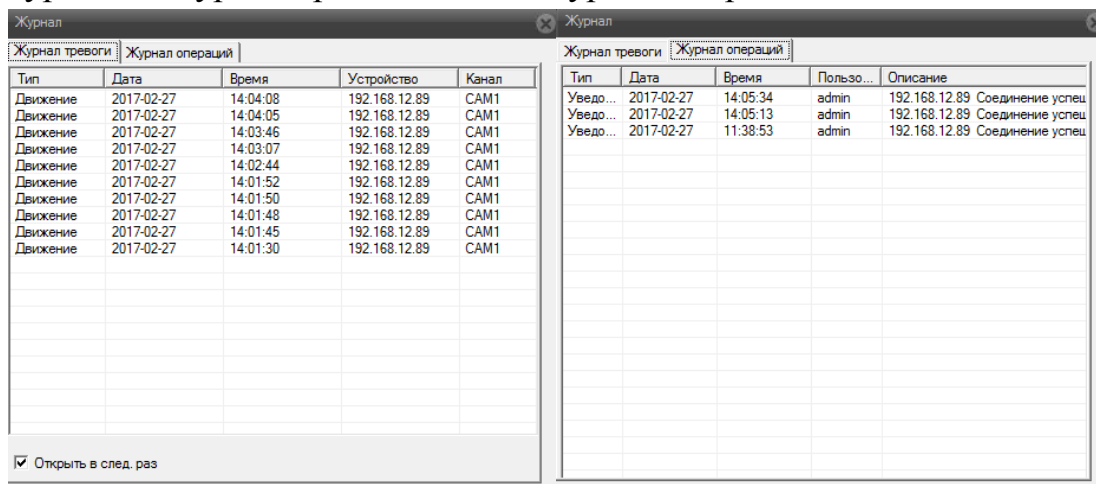 Журнал
Журнал тревоги Журнал операций
Тип Дата Время Устройство Канал
Движение 2017-02-27 14:04:08 192.168.12.89 CAM1
Движение 2017-02-27 14:04:05 192.168.12.89 CAM1
Движение 2017-02-27 14:03:46 192.168.12.89 CAM1
Движение 2017-02-27 14:03:07 192.168.12.89 CAM1
Движение 2017-02-27 14:02:44 192.168.12.89 CAM1
Движение 2017-02-27 14:01:52 192.168.12.89 CAM1
Движение 2017-02-27 14:01:50 192.168.12.89 CAM1
Движение 2017-02-27 14:01:48 192.168.12.89 CAM1
Движение 2017-02-27 14:01:45 192.168.12.89 CAM1
Движение 2017-02-27 14:01:30 192.168.12.89 CAM1
Открыть в след. раз
Журнал
Журнал тревоги Журнал операций
Тип Дата Время Пользо... Описание
Уведо... 2017-02-27 14:05:34 admin 192.168.12.89 Соединение успеш
Уведо... 2017-02-27 14:05:13 admin 192.168.12.89 Соединение успеш
Уведо... 2017-02-27 11:38:53 admin 192.168.12.89 Соединение успеш